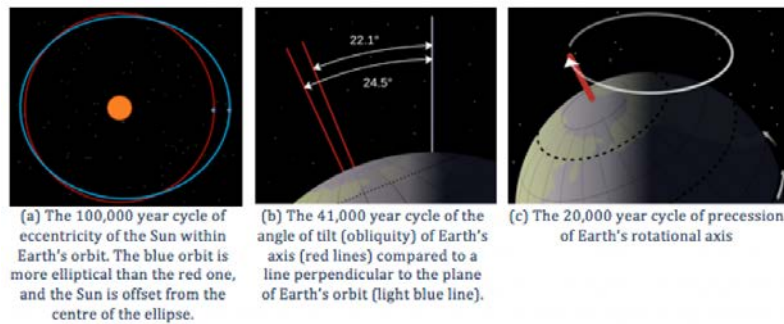 22.1°
24.5°
(a) The 100,000 year cycle of
eccentricity of the Sun within
Earth's orbit. The blue orbit is
more elliptical than the red one,
and the Sun is offset from the
centre of the ellipse.
(b) The 41,000 year cycle of the
angle of tilt (obliquity) of Earth's
axis (red lines) compared to a
line perpendicular to the plane
of Earth's orbit (light blue line).
(c) The 20,000 year cycle of precession
of Earth's rotational axis